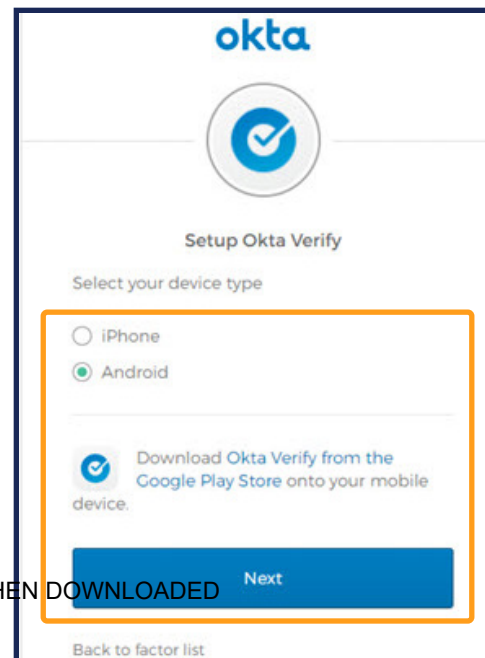 okta
Setup Okta Verify
Select your device type
iPhone
Android
Download Okta Verify from the
Google Play Store onto your mobile
device.
Next
DOWNLOADED
Back to factor list